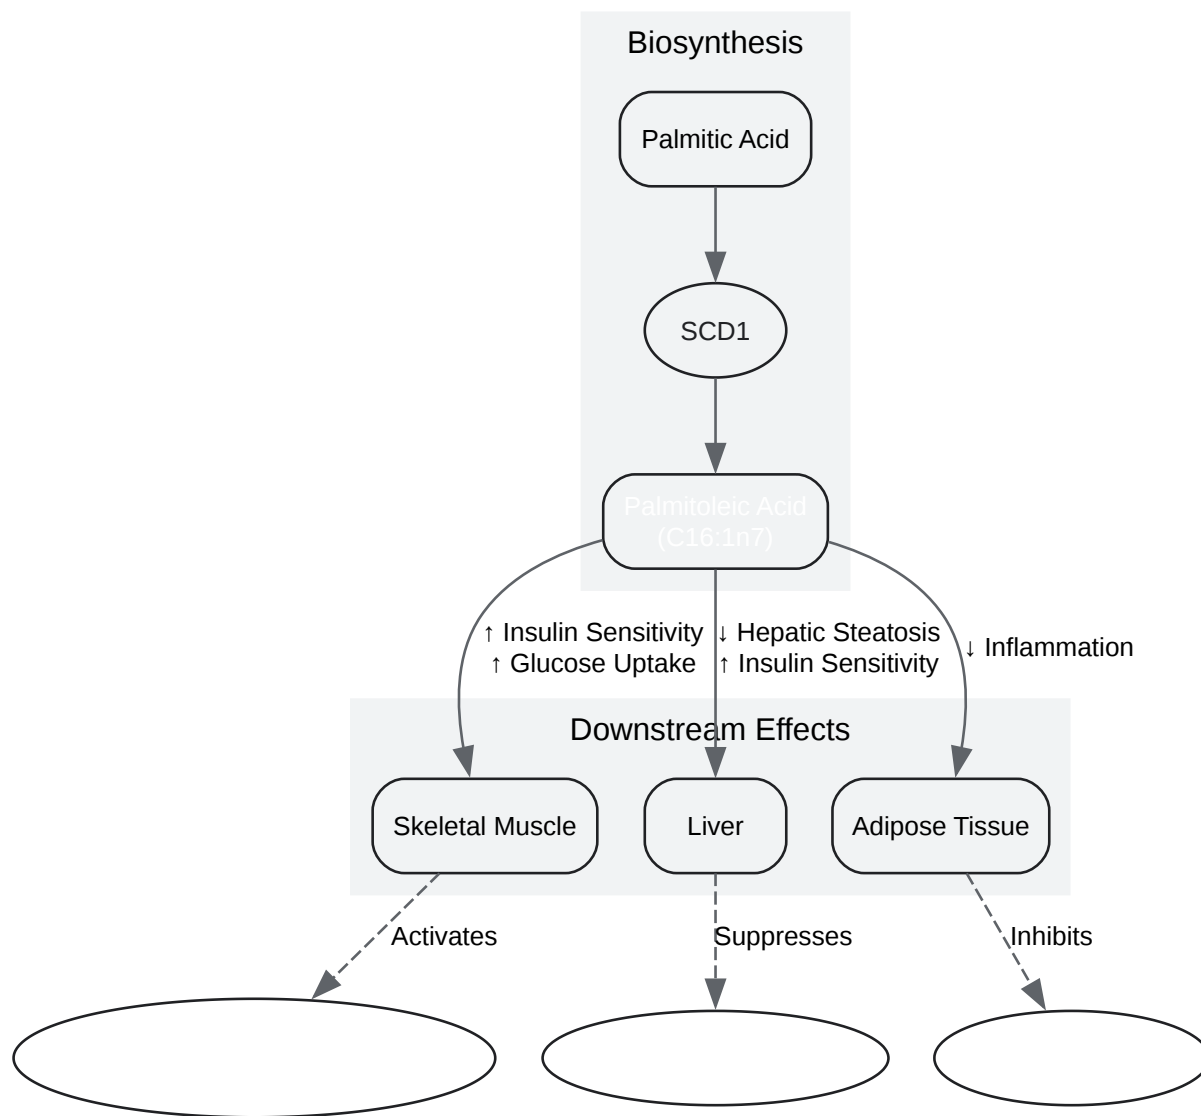 Biosynthesis
Palmitic Acid
SCD1
Palmitoleic Acid
(C16:1n7)
↑ Insulin Sensitivity
↑ Glucose Uptake
↓ Hepatic Steatosis
↑ Insulin Sensitivity
↓ Inflammation
Downstream Effects
Skeletal Muscle
Liver
Adipose Tissue
Activates
Suppresses
Inhibits